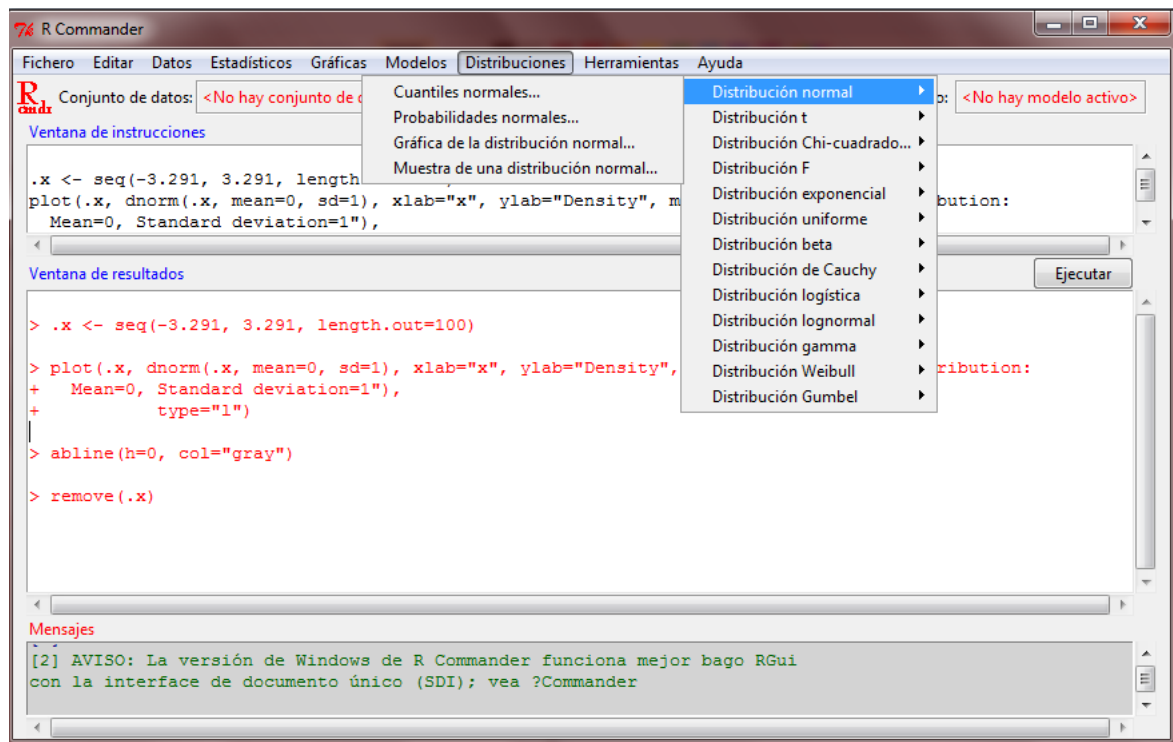 R Commander
Fichero Editar Datos Estadísticos Gráficas Modelos Distribuciones Herramientas Ayuda
R
cmdr
Conjunto de datos: <No hay conjunto de d
o: <No hay modelo activo>
Cuantiles normales...
Probabilidades normales...
Gráfica de la distribución normal...
Muestra de una distribución normal...
Distribución normal
Distribución t
Distribución Chi-cuadrado...
Distribución F
Distribución exponencial
Distribución uniforme
Distribución beta
Distribución de Cauchy
Distribución logística
Distribución lognormal
Distribución gamma
Distribución Weibull
Distribución Gumbel
Ventana de instrucciones
.x <- seq(-3.291, 3.291, length
plot(.x, dnorm(.x, mean=0, sd=1), xlab="x", ylab="Density", m bution:
Mean=0, Standard deviation=1"),
Ventana de resultados
Ejecutar
> .x <- seq(-3.291, 3.291, length.out=100)
> plot(.x, dnorm(.x, mean=0, sd=1), xlab="x", ylab="Density", ribution:
+ Mean=0, Standard deviation=1"),
+ type="l")
> abline(h=0, col="gray")
> remove(.x)
Mensajes
[2] AVISO: La versión de Windows de R Commander funciona mejor bago RGui
con la interface de documento único (SDI); vea ?Commander